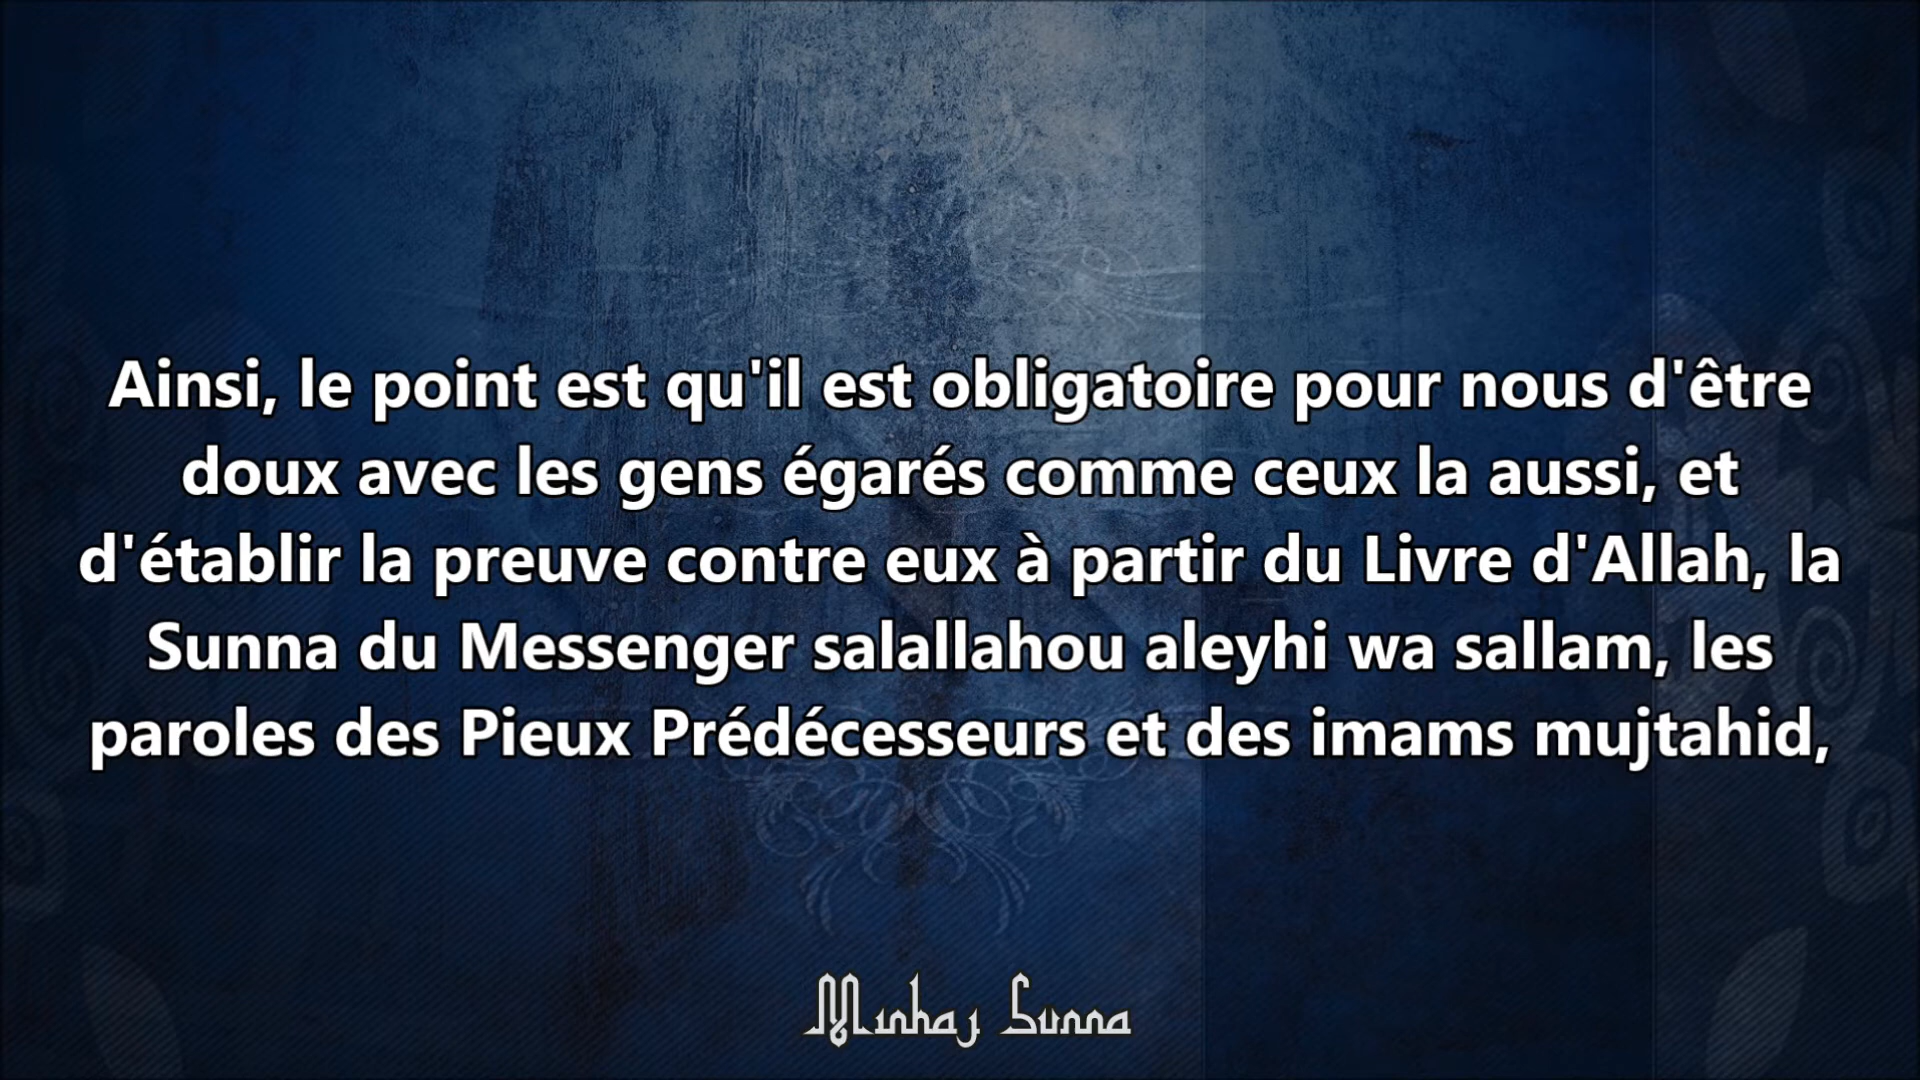 Ainsi, le point est qu'il est obligatoire pour nous d'être
doux avec les gens égarés comme ceux la aussi, et
d'établir la preuve contre eux à partir du Livre d'Allah, la
Sunna du Messenger salallahou aleyhi wa sallam, les
paroles des Pieux Prédécesseurs et des imams mujtahid,
Minhaj Sunna